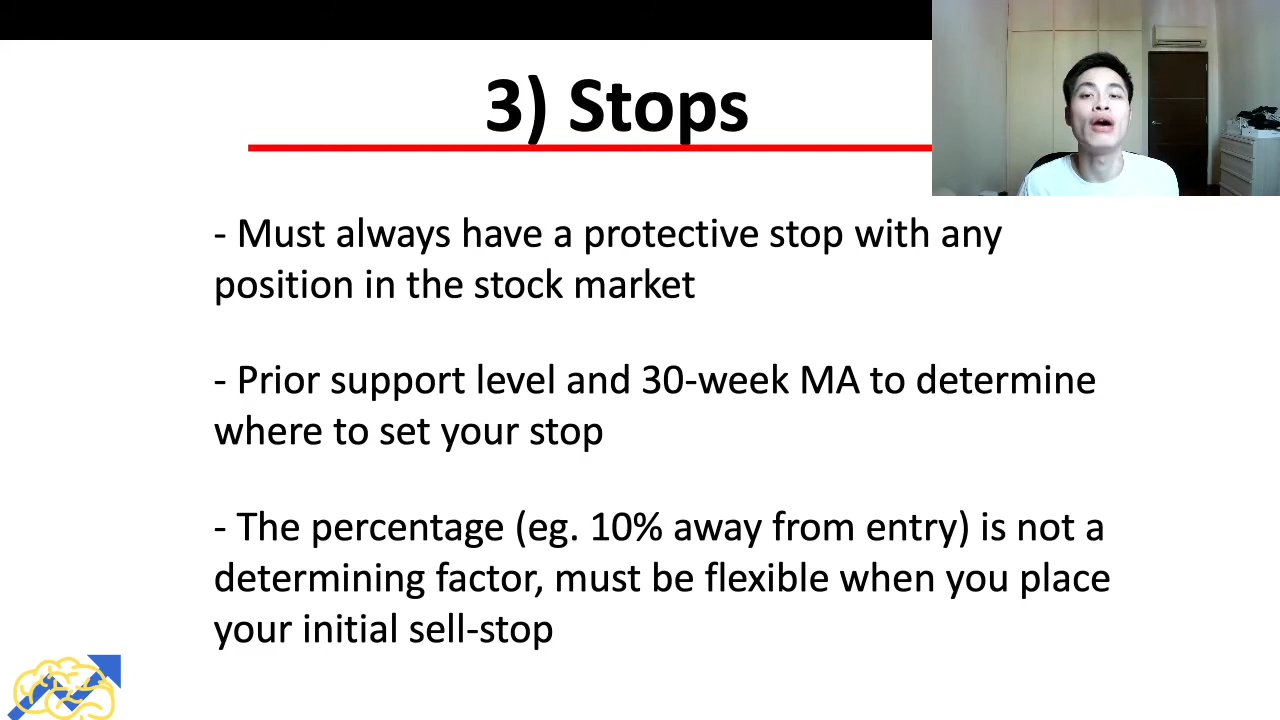 3) Stops
- Must always have a protective stop with any
position in the stock market
- Prior support level and 30-week MA to determine
where to set your stop
- The percentage (eg. 10% away from entry) is not a
determining factor, must be flexible when you place
your initial sell-stop